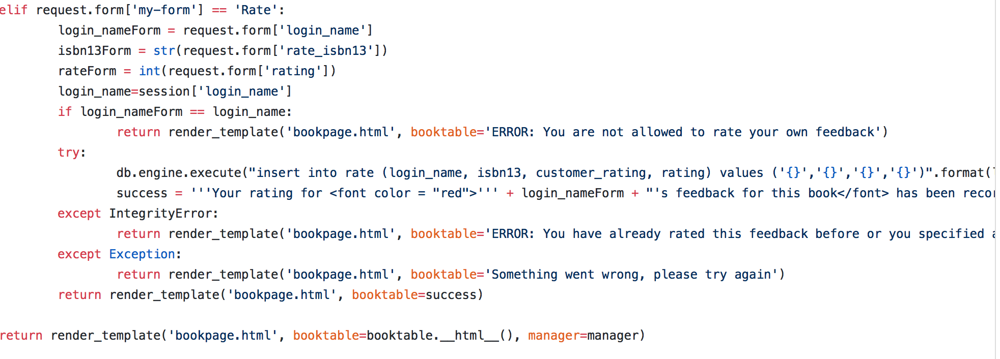 elif request.form['my-form'] == 'Rate':
login_nameForm = request.form['login_name']
isbn13Form = str(request.form['rate_isbn13'])
rateForm = int(request.form['rating'])
login_name=session['login_name']
if login_nameForm == login_name:
return render_template('bookpage.html', booktable='ERROR: You are not allowed to rate your own feedback')
try:
db.engine.execute("insert into rate (login_name, isbn13, customer_rating, rating) values ('{}','{}','{}','{}')".format(
success = '''Your rating for <font color = "red">''' + login_nameForm + "'s feedback for this book</font> has been
except IntegrityError:
return render_template('bookpage.html', booktable='ERROR: You have already rated this feedback before or you specified
except Exception:
return render_template('bookpage.html', booktable='Something went wrong, please try again')
return render_template('bookpage.html', booktable=success)
return render_template('bookpage.html', booktable=booktable.__html__(), manager=manager)